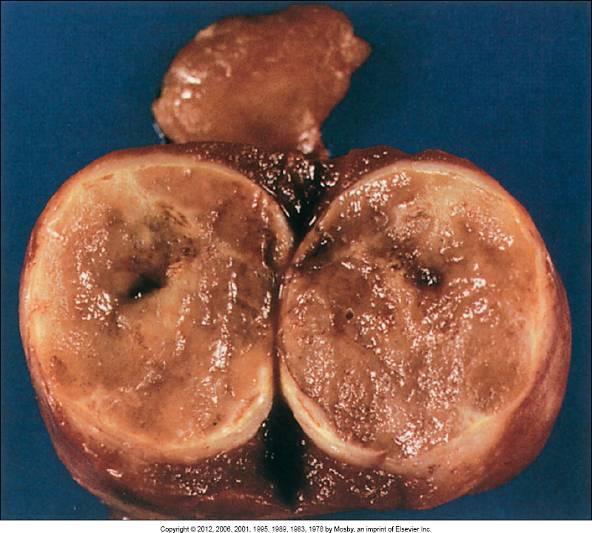 Copyright © 2012, 2006, 2001, 1995, 1989, 1983, 1978 by Mosby, an imprint of Elsevier Inc.